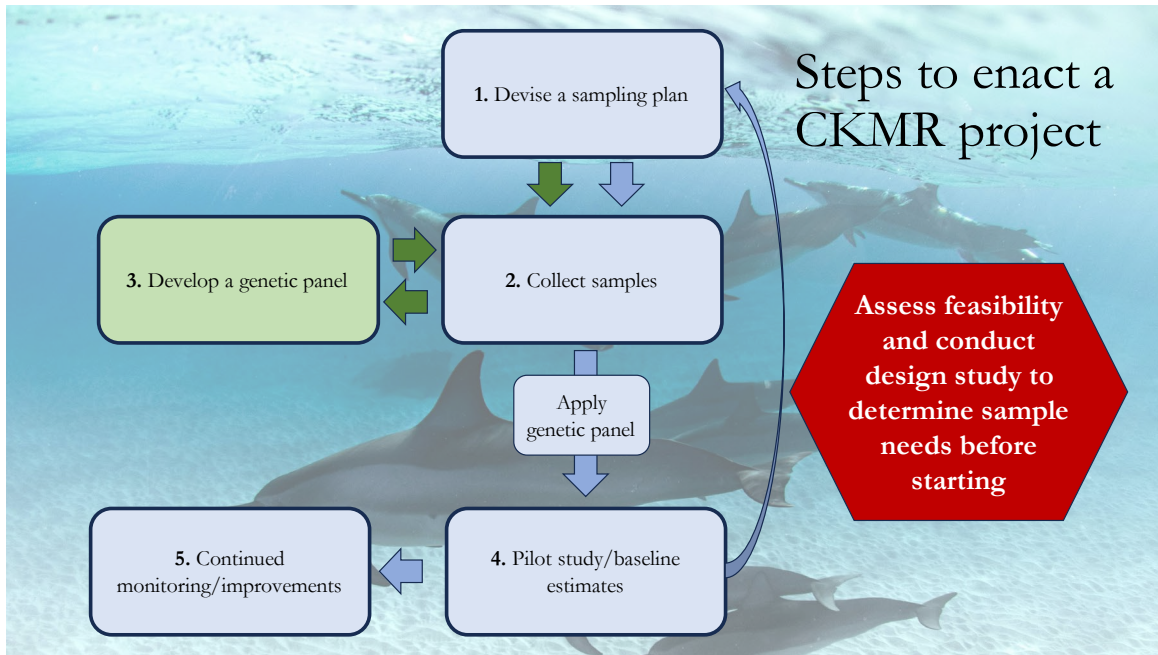 Steps to enact a
CKMR project
1. Devise a sampling plan
2. Collect samples
3. Develop a genetic panel
Apply
genetic panel
4. Pilot study/baseline
estimates
5. Continued
monitoring/improvements
Assess feasibility
and conduct
design study to
determine sample
needs before
starting